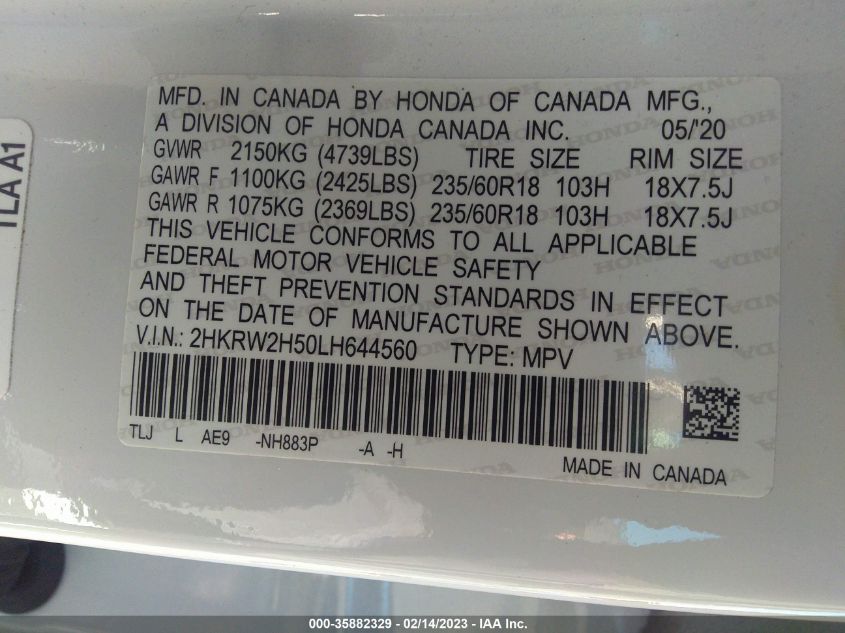 TLA A1
MFD. IN CANADA BY HONDA OF CANADA MFG.,
A DIVISION OF HONDA CANADA INC. 05/'20
GVWR 2150KG (4739LBS) TIRE SIZE RIM SIZE
GAWR F 1100KG (2425LBS) 235/60R18 103H 18X7.5J
GAWR R 1075KG (2369LBS) 235/60R18 103H 18X7.5J
THIS VEHICLE CONFORMS TO ALL APPLICABLE
FEDERAL MOTOR VEHICLE SAFETY
AND THEFT PREVENTION STANDARDS IN EFFECT
ON THE DATE OF MANUFACTURE SHOWN ABOVE.
V.I.N.: 2HKRW2H50LH644560 TYPE: MPV
TLJ L AE9 -NH883P -A -H
MADE IN CANADA
000-35882329 - 02/14/2023 - IAA Inc.